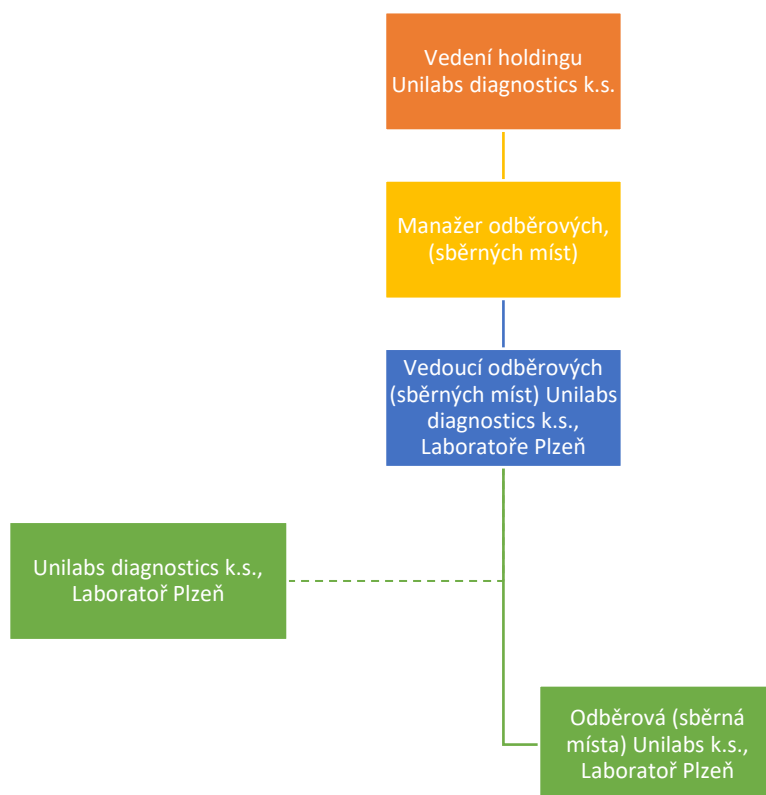 Vedení holdingu
Unilabs diagnostics k.s.
Manažer odběrových,
(sběrných míst)
Vedoucí odběrových
(sběrných míst) Unilabs
diagnostics k.s.,
Laboratoře Plzeň
Unilabs diagnostics k.s.,
Laboratoř Plzeň
Odběrová (sběrná
místa) Unilabs k.s.,
Laboratoř Plzeň